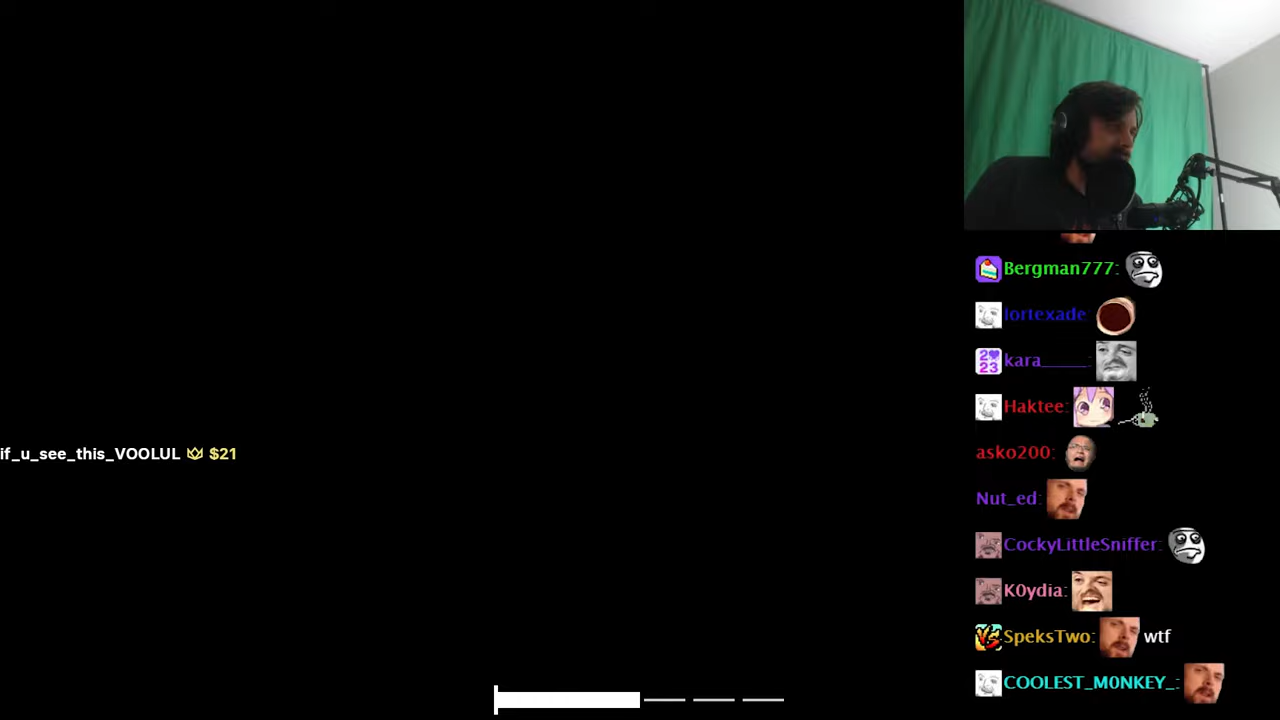 Bergman777:
lortexade:
kara_____:
Haktee:
asko200:
if_u_see_this_VOOLUL $21
Nut_ed:
CockyLittleSniffer:
K0ydia:
SpeksTwo: wtf
COOLEST_M0NKEY_: